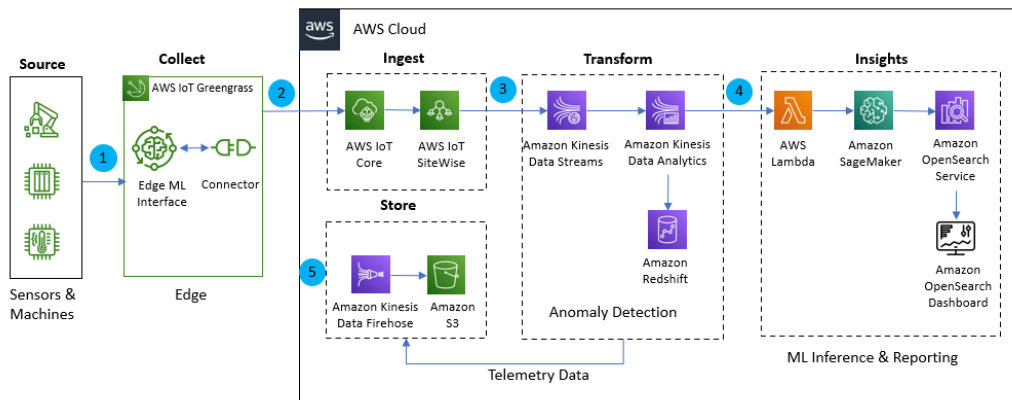 aws
AWS Cloud
Source
Collect
Ingest
Transform
Insights
AWS IoT Greengrass
1
2
3
4
5
Edge ML
Interface
Connector
Sensors &
Machines
Edge
AWS IoT
Core
AWS IoT
SiteWise
Amazon Kinesis
Data Streams
Amazon Kinesis
Data Analytics
Amazon
Redshift
Anomaly Detection
AWS
Lambda
Amazon
SageMaker
Amazon
OpenSearch
Service
Amazon
OpenSearch
Dashboard
ML Inference & Reporting
Store
Amazon Kinesis
Data Firehose
Amazon
S3
Telemetry Data